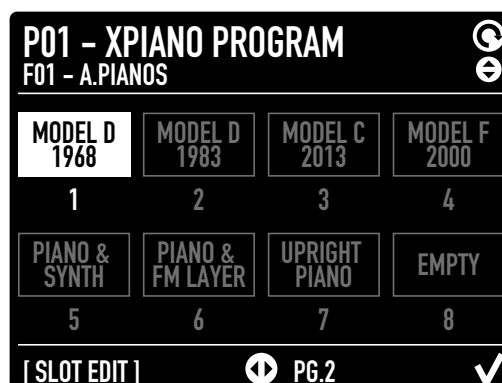 P01 - XPIANO PROGRAM
F01 - A.PIANOS
MODEL D
1968
MODEL D
1983
MODEL C
2013
MODEL F
2000
1
2
3
4
PIANO &
SYNTH
PIANO &
FM LAYER
UPRIGHT
PIANO
EMPTY
5
6
7
8
[ SLOT EDIT ]
PG.2